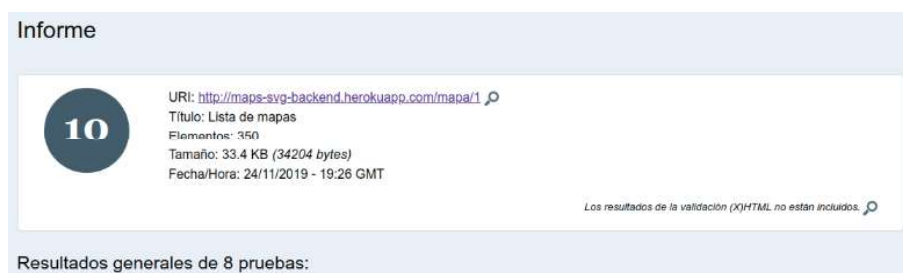 Informe
10
URI: http://maps-svg-backend.herokuapp.com/mapa/1
Título: Lista de mapas
Elementos: 350
Tamaño: 33.4 KB (34204 bytes)
Fecha/Hora: 24/11/2019 - 19:26 GMT
Los resultados de la validación (X)HTML no están incluidos.
Resultados generales de 8 pruebas: